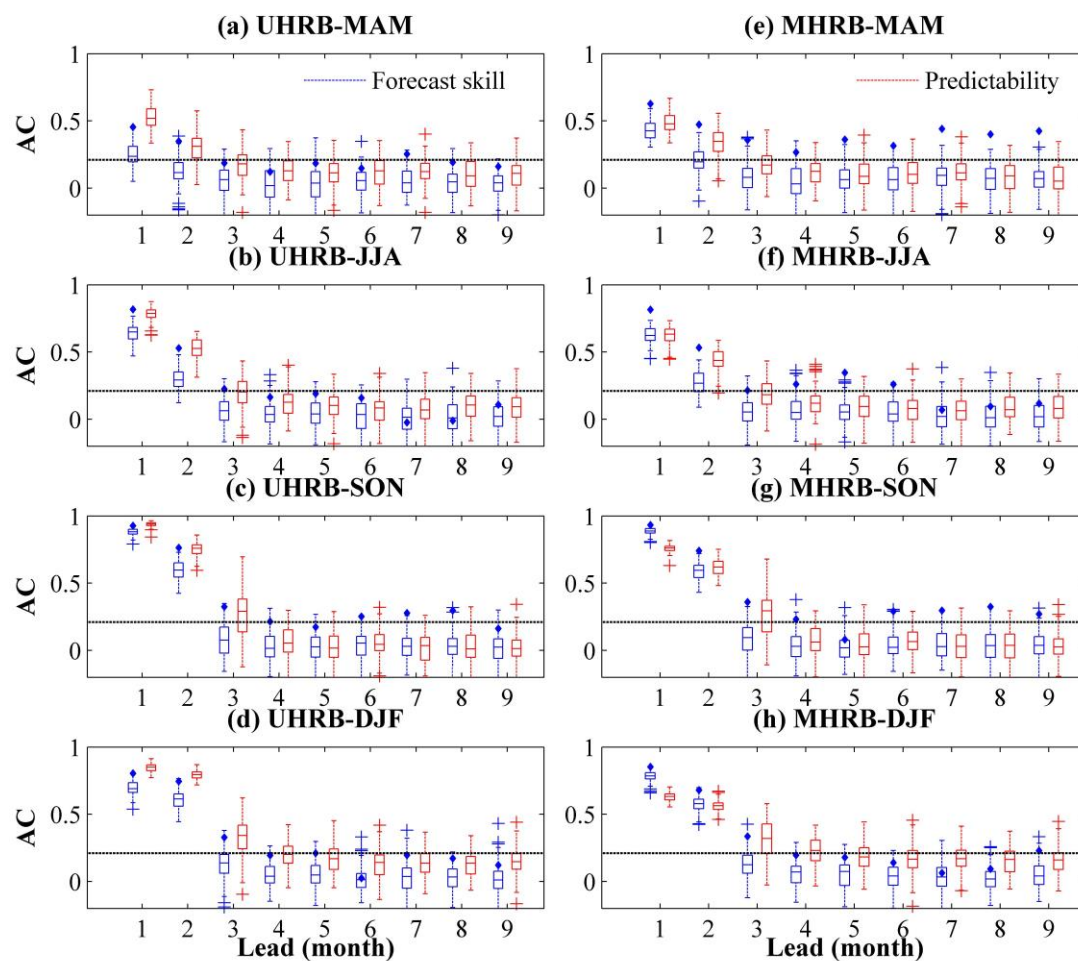 (a) UHRB-MAM
(e) MHRB-MAM
1
Forecast skill
1
Predictability
AC
0.5
0.5
0
0
1 2 3 4 5 6 7 8 9
1 2 3 4 5 6 7 8 9
(b) UHRB-JJA
(f) MHRB-JJA
1
1
AC
0.5
0.5
0
0
1 2 3 4 5 6 7 8 9
1 2 3 4 5 6 7 8 9
(c) UHRB-SON
(g) MHRB-SON
1
1
AC
0.5
0.5
0
0
1 2 3 4 5 6 7 8 9
1 2 3 4 5 6 7 8 9
(d) UHRB-DJF
(h) MHRB-DJF
1
1
AC
0.5
0.5
0
0
1 2 3 4 5 6 7 8 9
1 2 3 4 5 6 7 8 9
Lead (month)
Lead (month)